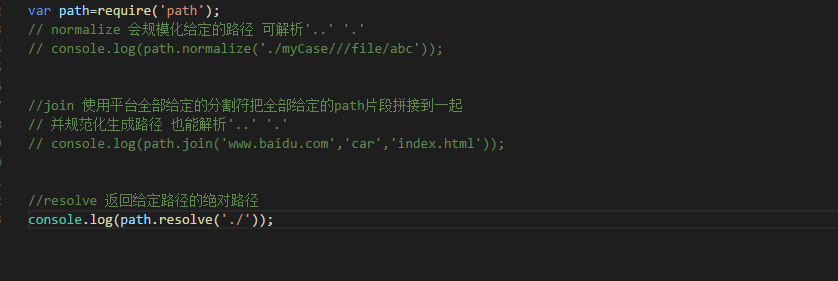 var path=require('path');
// normalize 会规模化给定的路径 可解析'..' '.'
// console.log(path.normalize('./myCase///file/abc'));
//join 使用平台全部给定的分割符把全部给定的path片段拼接到一起
// 并规范化生成路径 也能解析'..' '.'
// console.log(path.join('www.baidu.com','car','index.html'));
//resolve 返回给定路径的绝对路径
console.log(path.resolve('./'));